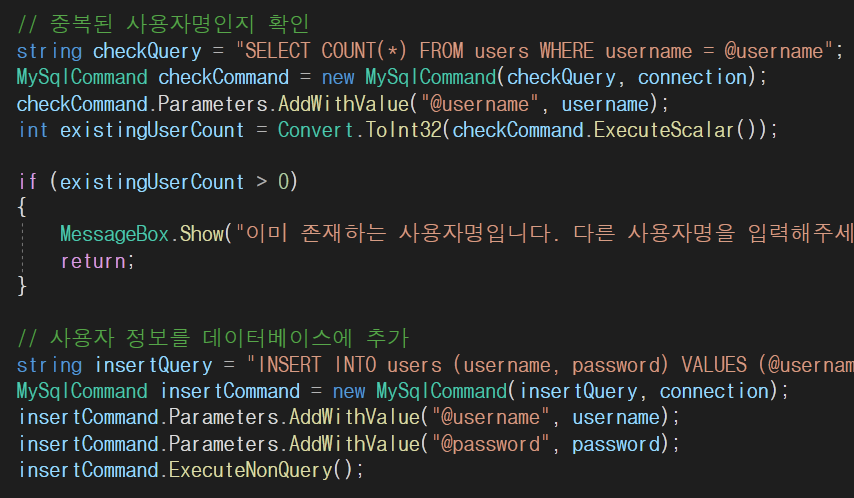 // 중복된 사용자명인지 확인
string checkQuery = "SELECT COUNT(*) FROM users WHERE username = @username";
MySqlCommand checkCommand = new MySqlCommand(checkQuery, connection);
checkCommand.Parameters.AddWithValue("@username", username);
int existingUserCount = Convert.ToInt32(checkCommand.ExecuteScalar());
if (existingUserCount > 0)
{
MessageBox.Show("이미 존재하는 사용자명입니다. 다른 사용자명을 입력해주세
return;
}
// 사용자 정보를 데이터베이스에 추가
string insertQuery = "INSERT INTO users (username, password) VALUES (@usernam
MySqlCommand insertCommand = new MySqlCommand(insertQuery, connection);
insertCommand.Parameters.AddWithValue("@username", username);
insertCommand.Parameters.AddWithValue("@password", password);
insertCommand.ExecuteNonQuery();